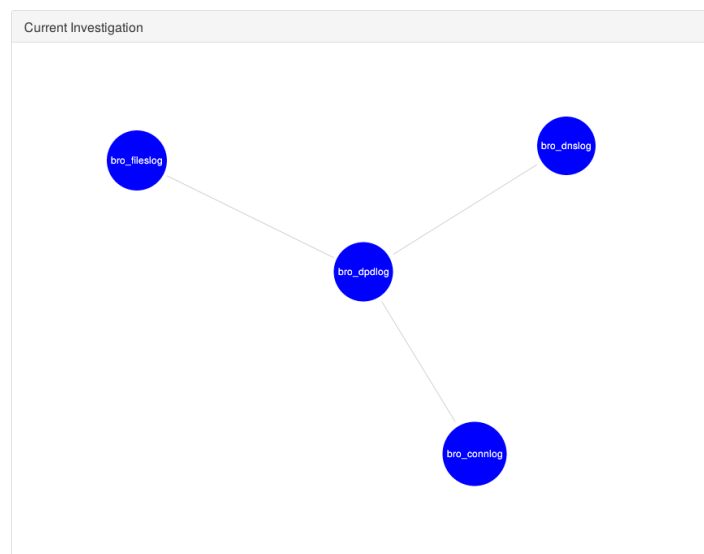 Current Investigation
bro_dnslog
bro_fileslog
bro_dpdlog
bro_connlog